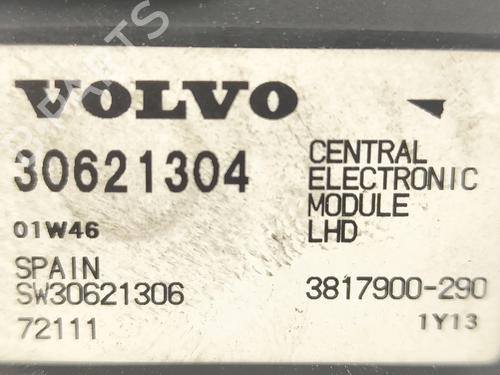 VOLVO
30621304
CENTRAL
ELECTRONIC
MODULE
LHD
01W46
SPAIN
SW30621306
3817900-290
72111
1Y13